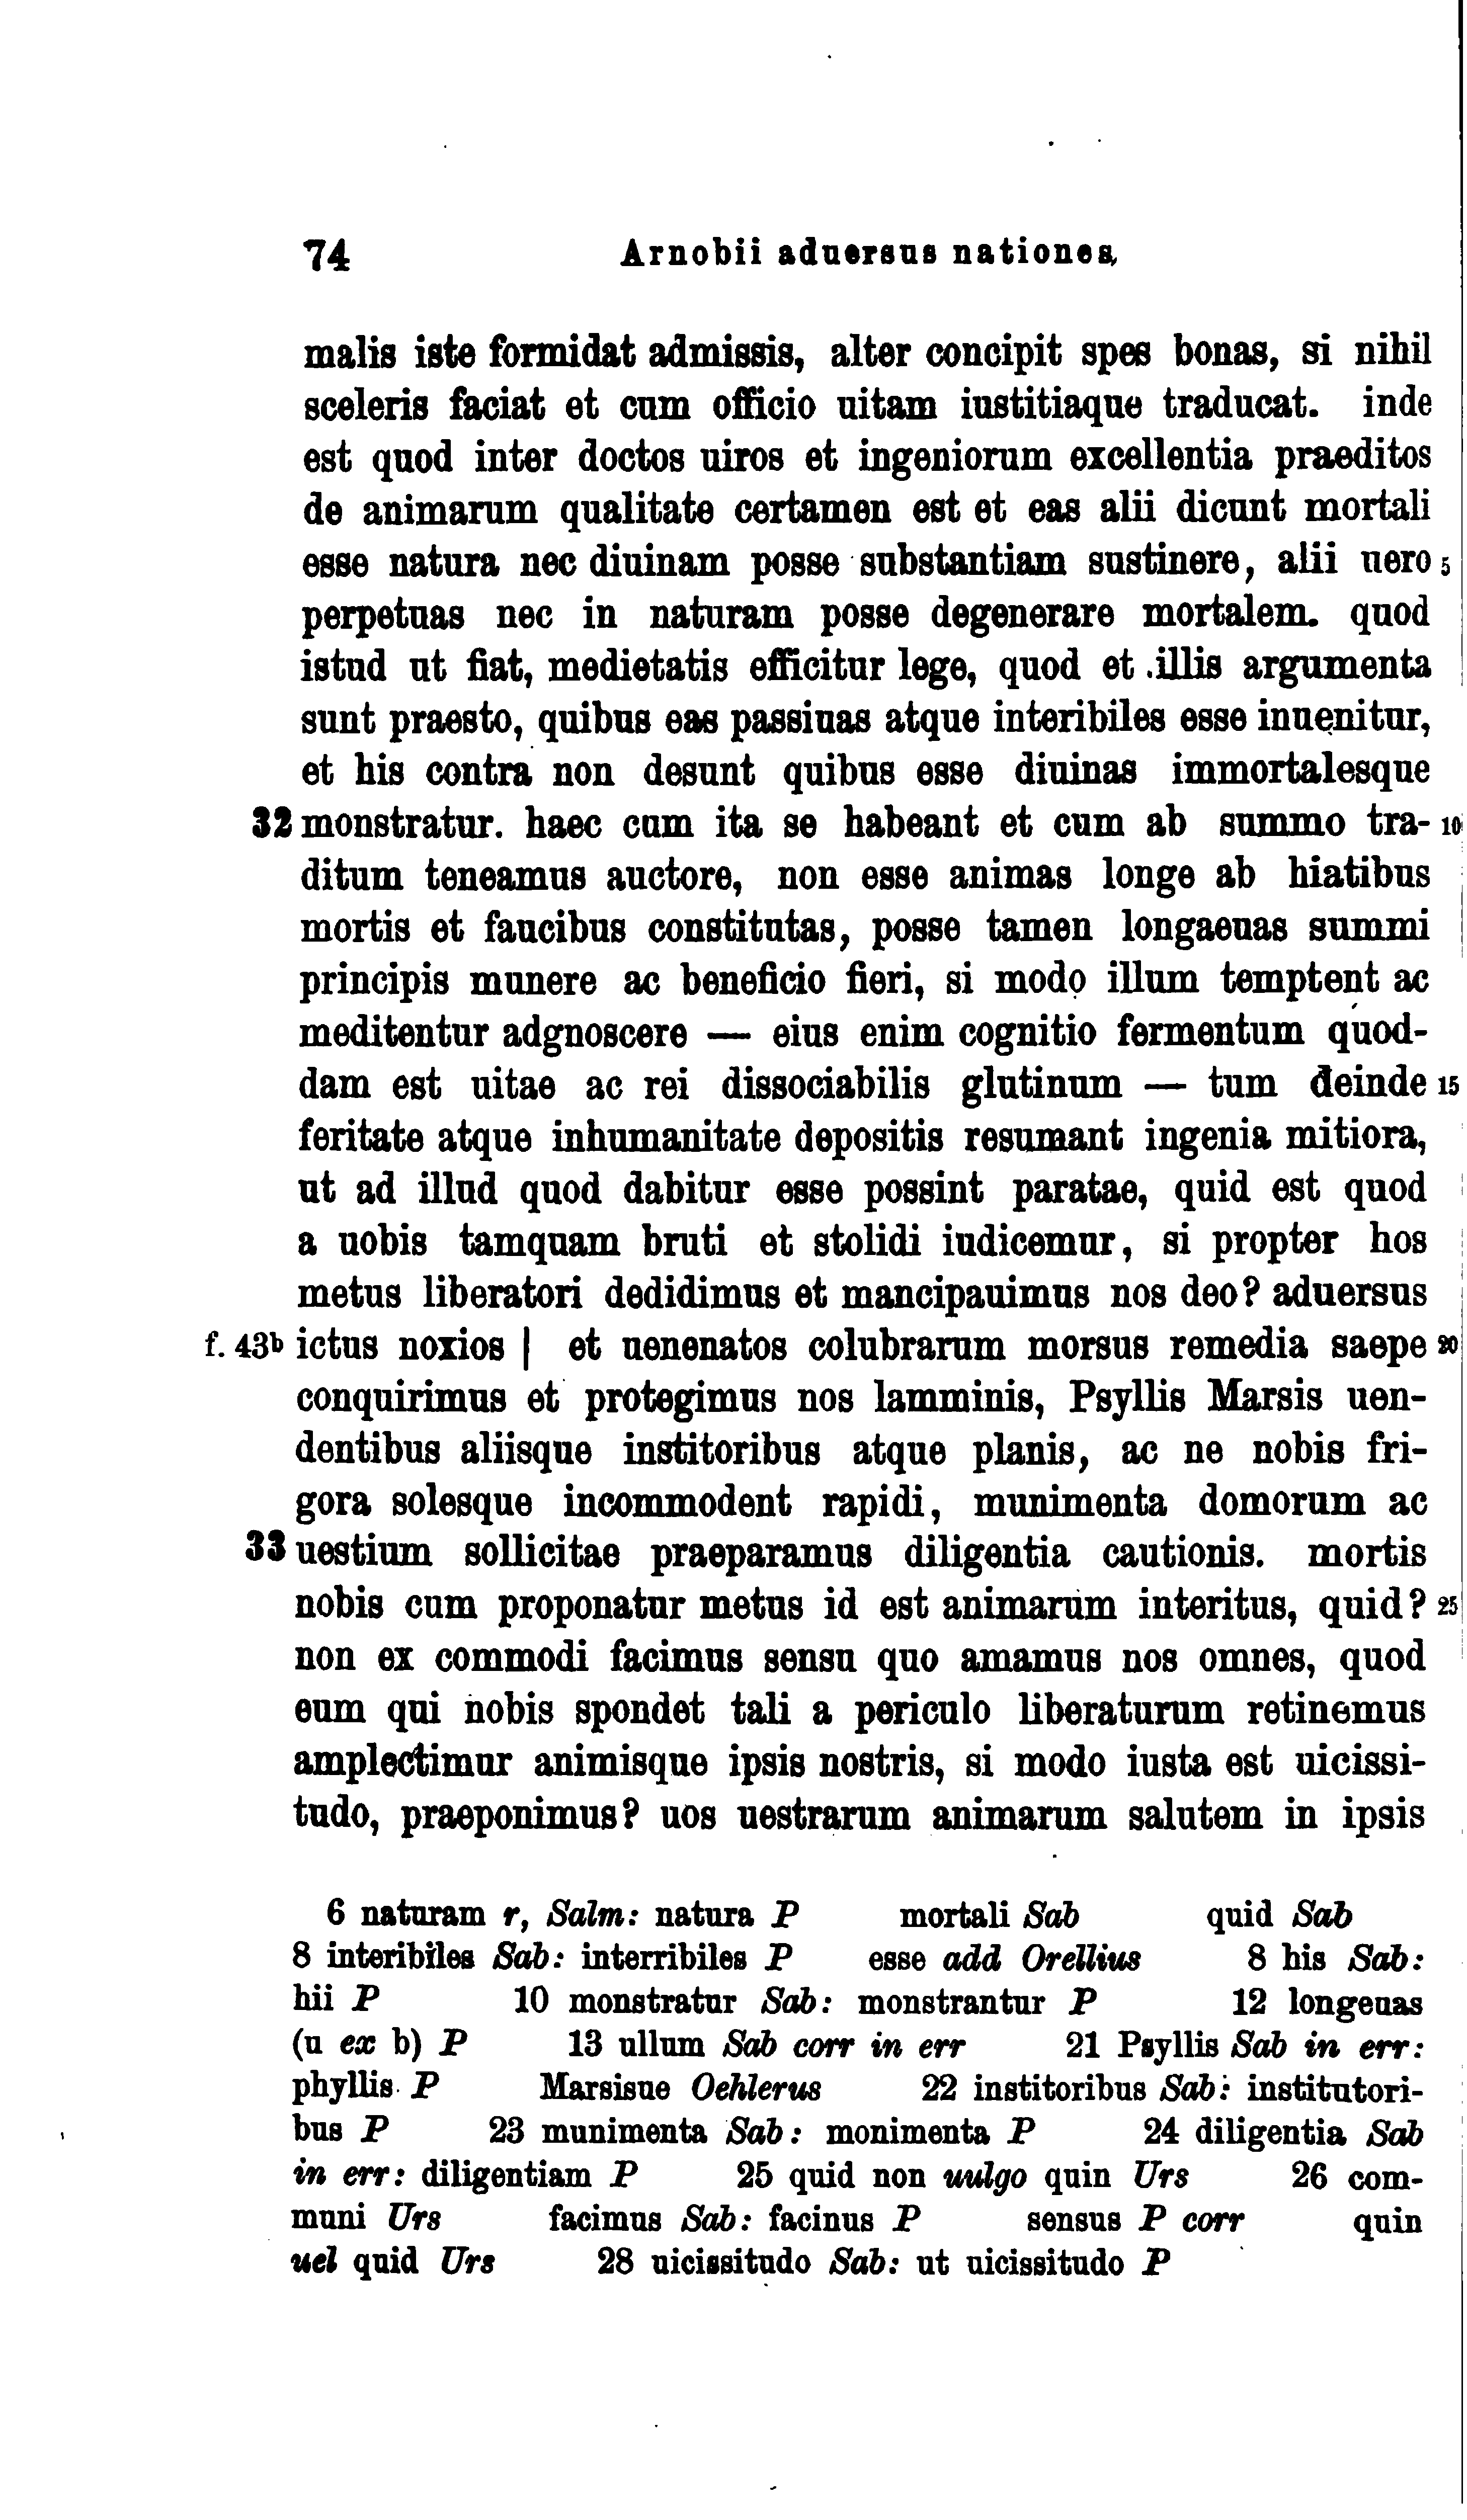 74 Arnobii aduersus nationes,
malis iste formidat admissis, alter concipit spes bonas, si nihil
sceleris faciat et cum officio uitam iustitiaque traducat. inde
est quod inter doctos uiros et ingeniorum excellentia praeditos
de animarum qualitate certamen est et eas alii dicunt mortali
esse natura nec diuinam posse substantiam sustinere, alii uero 5
perpetuas nec in naturam posse degenerare mortalem. quod
istud ut fiat, medietatis efficitur lege, quod et illis argumenta
sunt praesto, quibus eas passiuas atque interibiles esse inuenitur,
et his contra non desunt quibus esse diuinas immortalesque
32 monstratur. haec cum ita se habeant et cum ab summo tra- 10
ditum teneamus auctore, non esse animas longe ab hiatibus
mortis et faucibus constitutas, posse tamen longaeuas summi
principis munere ac beneficio fieri, si modo illum temptent ac
meditentur adgnoscere — eius enim cognitio fermentum quod-
dam est uitae ac rei dissociabilis glutinum — tum deinde 15
feritate atque inhumanitate depositis resumant ingenia mitiora,
ut ad illud quod dabitur esse possint paratae, quid est quod
a uobis tamquam bruti et stolidi iudicemur, si propter hos
metus liberatori dedidimus et mancipauimus nos deo? aduersus
f. 43b ictus noxios | et uenenatos colubrarum morsus remedia saepe 20
conquirimus et protegimus nos lamminis, Psyllis Marsis uen-
dentibus aliisque institoribus atque planis, ac ne nobis fri-
gora solesque incommodent rapidi, munimenta domorum ac
33 uestium sollicitae praeparamus diligentia cautionis. mortis
nobis cum proponatur metus id est animarum interitus, quid? 25
non ex commodi facimus sensu quo amamus nos omnes, quod
eum qui nobis spondet tali a periculo liberaturum retinemus
amplectimur animisque ipsis nostris, si modo iusta est uicissi-
tudo, praeponimus? uos uestrarum animarum salutem in ipsis
6 naturam r, Salm: natura P mortali Sab quid Sab
8 interibiles Sab: interribiles P esse add Orellius 8 his Sab:
hii P 10 monstratur Sab: monstrantur P 12 longeuas
(u ex b) P 13 ullum Sab corr in err 21 Psyllis Sab in err:
phyllis P Marsisue Oehlerus 22 institoribus Sab: institutori-
bus P 23 munimenta Sab: monimenta P 24 diligentia Sab
in err: diligentiam P 25 quid non uulgo quin Urs 26 com-
muni Urs facimus Sab: facinus P sensus P corr quin
uel quid Urs 28 uicissitudo Sab: ut uicissitudo P